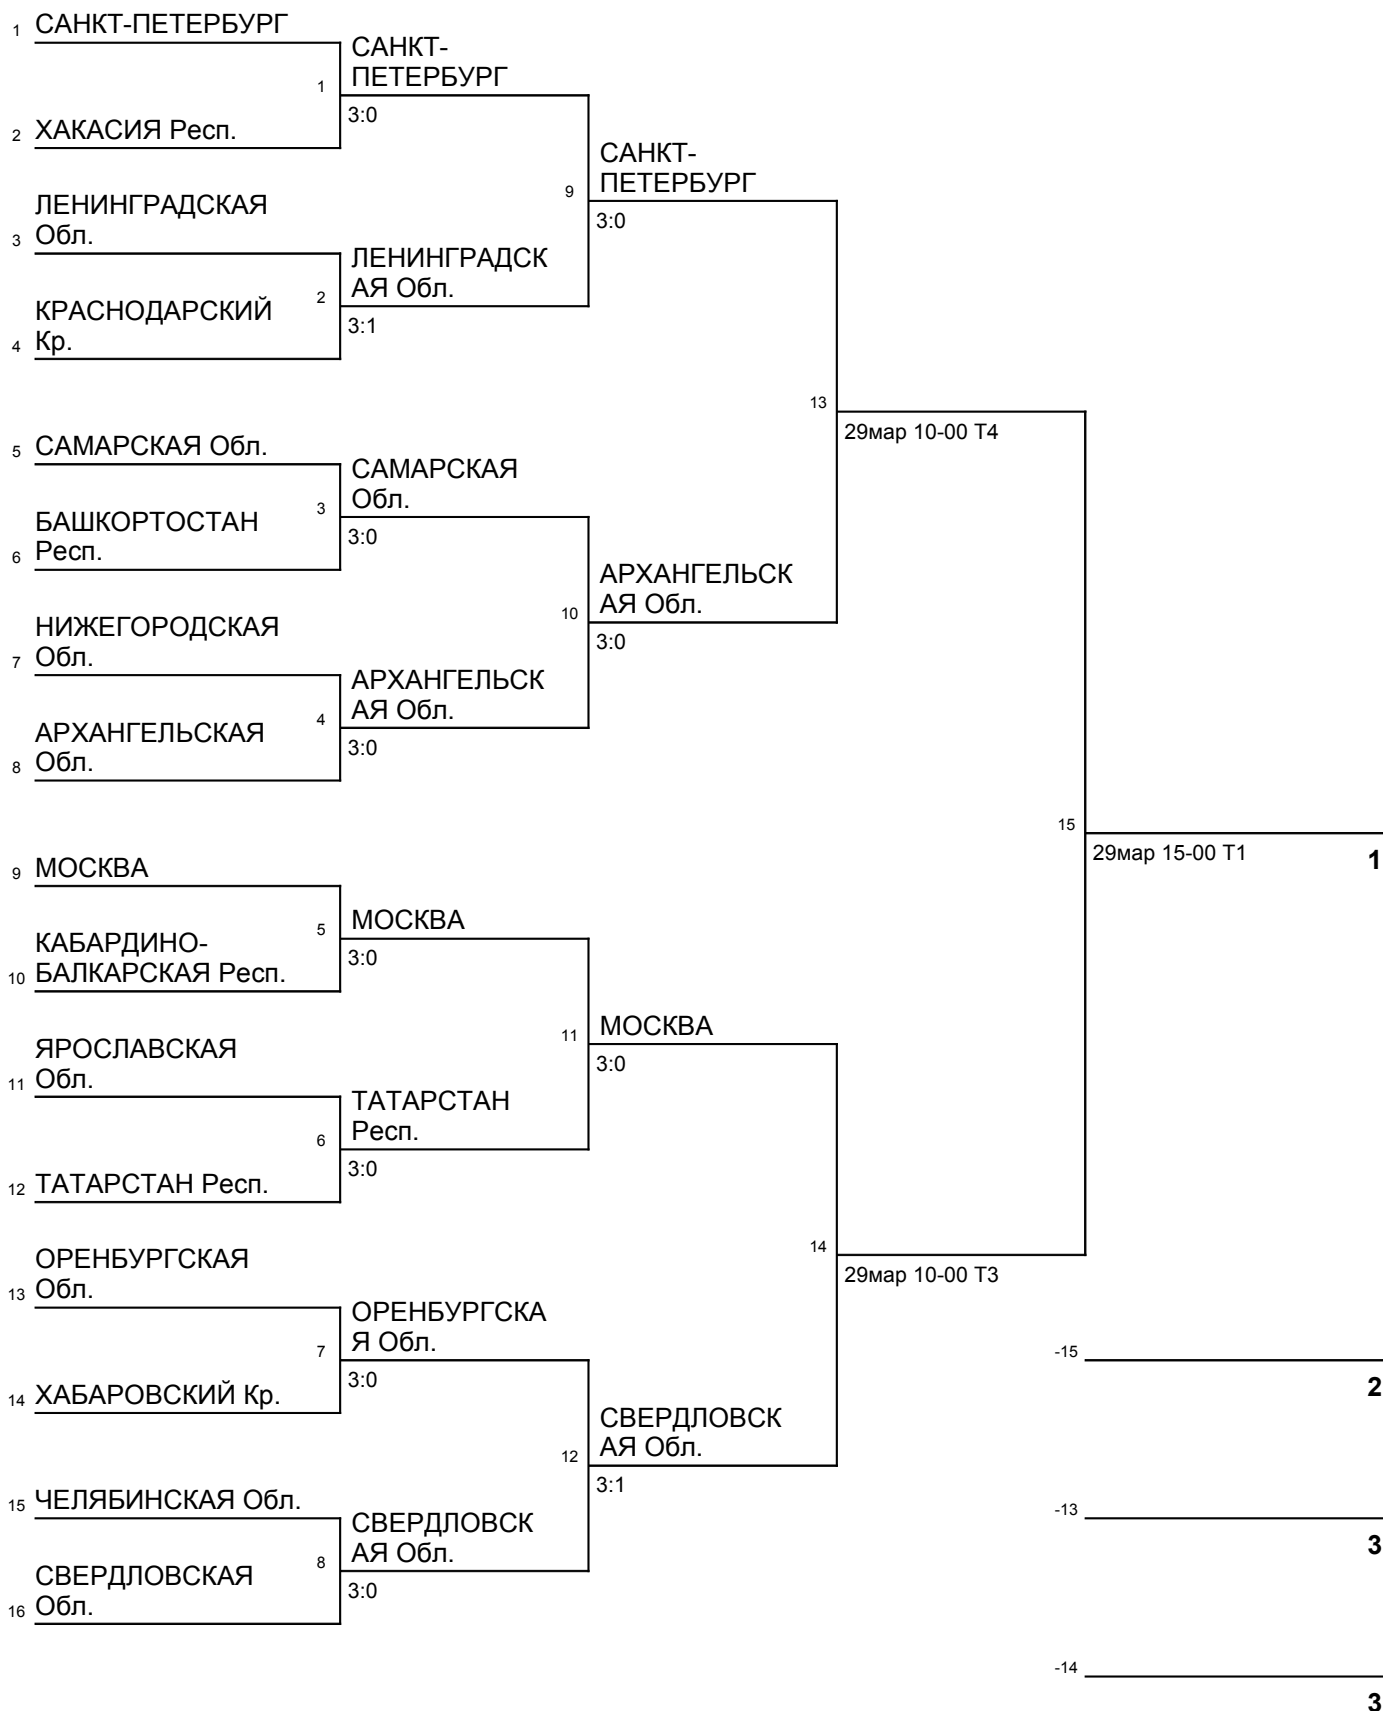 1 САНКТ-ПЕТЕРБУРГ
САНКТ-
ПЕТЕРБУРГ
1
3:0
2 ХАКАСИЯ Респ.
САНКТ-
ПЕТЕРБУРГ
9
3:0
ЛЕНИНГРАДСКАЯ
3 Обл.
ЛЕНИНГРАДСК
АЯ Обл.
2
3:1
КРАСНОДАРСКИЙ
4 Кр.
13
29мар 10-00 Т4
5 САМАРСКАЯ Обл.
САМАРСКАЯ
Обл.
3
3:0
БАШКОРТОСТАН
6 Респ.
АРХАНГЕЛЬСК
АЯ Обл.
10
3:0
НИЖЕГОРОДСКАЯ
7 Обл.
АРХАНГЕЛЬСК
АЯ Обл.
4
3:0
АРХАНГЕЛЬСКАЯ
8 Обл.
15
29мар 15-00 Т1
1
9 МОСКВА
МОСКВА
5
3:0
КАБАРДИНО-
10 БАЛКАРСКАЯ Респ.
МОСКВА
11
3:0
ЯРОСЛАВСКАЯ
11 Обл.
ТАТАРСТАН
Респ.
6
3:0
12 ТАТАРСТАН Респ.
14
29мар 10-00 Т3
ОРЕНБУРГСКАЯ
13 Обл.
ОРЕНБУРГСКА
Я Обл.
7
3:0
14 ХАБАРОВСКИЙ Кр.
-15
2
СВЕРДЛОВСК
АЯ Обл.
12
3:1
15 ЧЕЛЯБИНСКАЯ Обл.
СВЕРДЛОВСК
АЯ Обл.
8
3:0
СВЕРДЛОВСКАЯ
16 Обл.
-13
3
-14
3